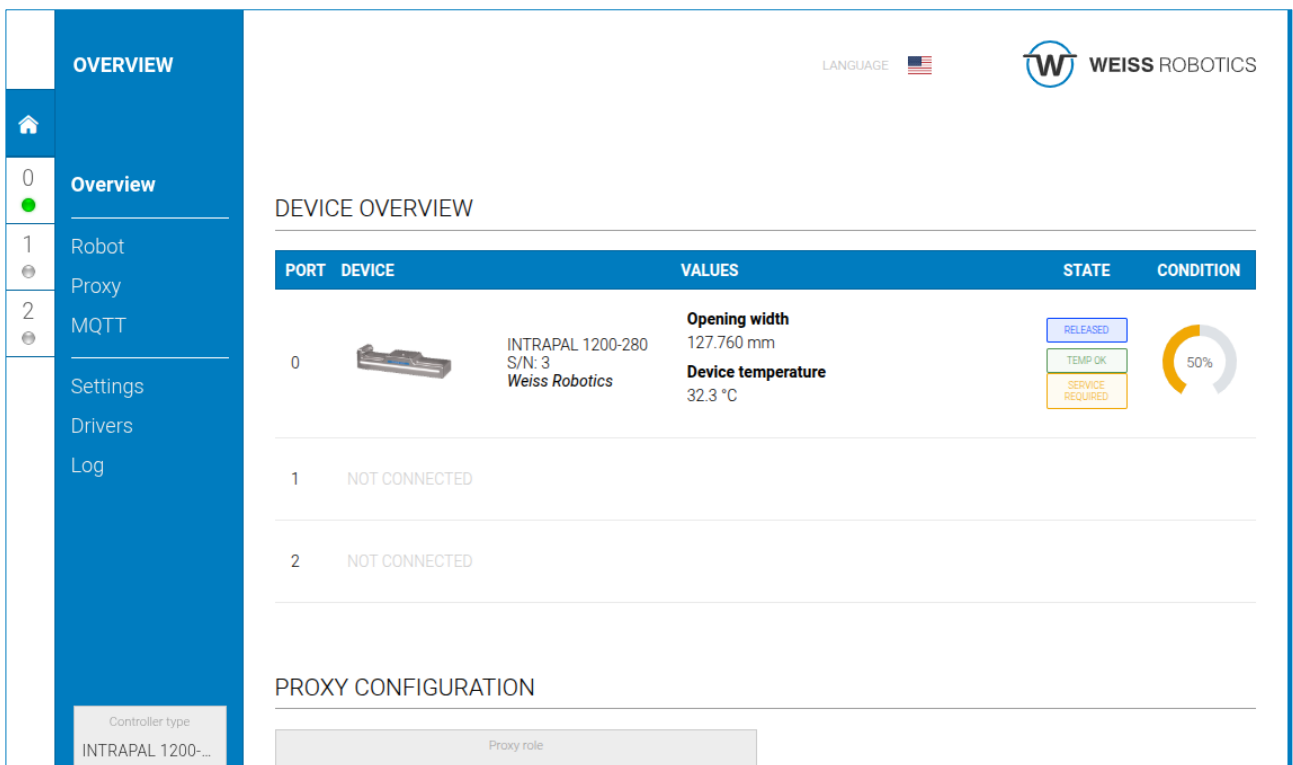 OVERVIEW
LANGUAGE
WEISS ROBOTICS
0
1
2
Overview
Robot
Proxy
MQTT
Settings
Drivers
Log
Controller type
INTRAPAL 1200-...
DEVICE OVERVIEW
PORT DEVICE VALUES STATE CONDITION
0
INTRAPAL 1200-280
S/N: 3
Weiss Robotics
Opening width
127.760 mm
Device temperature
32.3 °C
RELEASED
TEMP OK
SERVICE
REQUIRED
50%
1 NOT CONNECTED
2 NOT CONNECTED
PROXY CONFIGURATION
Proxy role